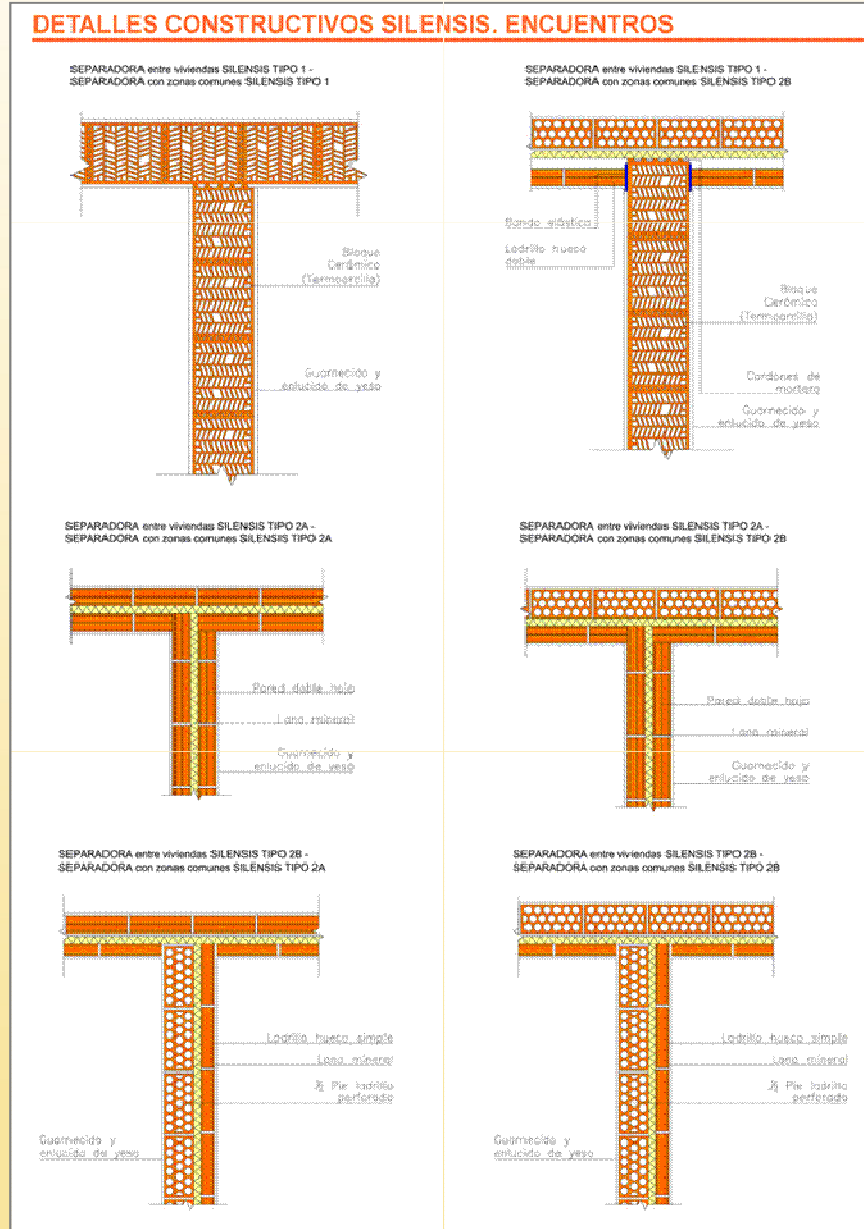 DETALLES CONSTRUCTIVOS SILENSIS. ENCUENTROS
SEPARADORA entre viviendas SILENSIS TIPO 1 -
SEPARADORA con zonas comunes SILENSIS TIPO 1
Bloque
Cerámico
(Termoarcilla)
Guarnecido y
enlucido de yeso
SEPARADORA entre viviendas SILENSIS TIPO 1 -
SEPARADORA con zonas comunes SILENSIS TIPO 2B
Banda elástica
Ladrillo hueco
doble
Bloque
Cerámico
(Termoarcilla)
Cordones de
mortero
Guarnecido y
enlucido de yeso
SEPARADORA entre viviendas SILENSIS TIPO 2A -
SEPARADORA con zonas comunes SILENSIS TIPO 2A
Pared doble hoja
Lana mineral
Guarnecido y
enlucido de yeso
SEPARADORA entre viviendas SILENSIS TIPO 2A -
SEPARADORA con zonas comunes SILENSIS TIPO 2B
Pared doble hoja
Lana mineral
Guarnecido y
enlucido de yeso
SEPARADORA entre viviendas SILENSIS TIPO 2B -
SEPARADORA con zonas comunes SILENSIS TIPO 2A
Ladrillo hueco simple
Lana mineral
½ Pie ladrillo
perforado
Guarnecido y
enlucido de yeso
SEPARADORA entre viviendas SILENSIS TIPO 2B -
SEPARADORA con zonas comunes SILENSIS TIPO 2B
Ladrillo hueco simple
Lana mineral
½ Pie ladrillo
perforado
Guarnecido y
enlucido de yeso